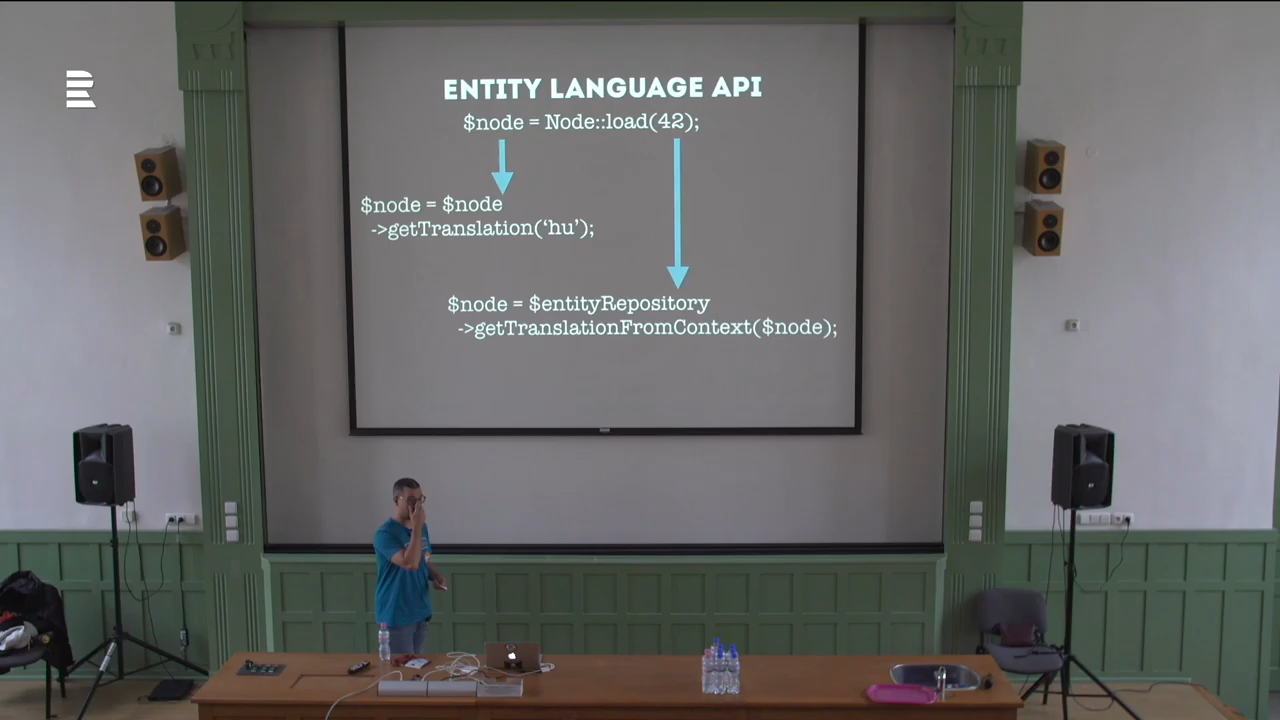 ENTITY LANGUAGE API
$node = Node::load(42);
$node = $node
->getTranslation(‘hu’);
$node = $entityRepository
->getTranslationFromContext($node);